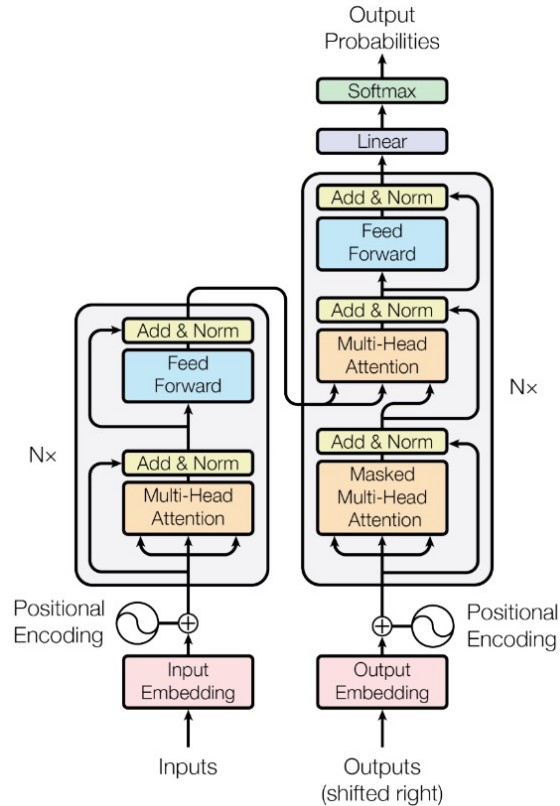 Output
Probabilities
Softmax
Linear
Add & Norm
Feed
Forward
Add & Norm
Multi-Head
Attention
Add & Norm
Masked
Multi-Head
Attention
N×
Add & Norm
Feed
Forward
Add & Norm
Multi-Head
Attention
N×
Positional
Encoding
Positional
Encoding
Input
Embedding
Output
Embedding
Inputs
Outputs
(shifted right)